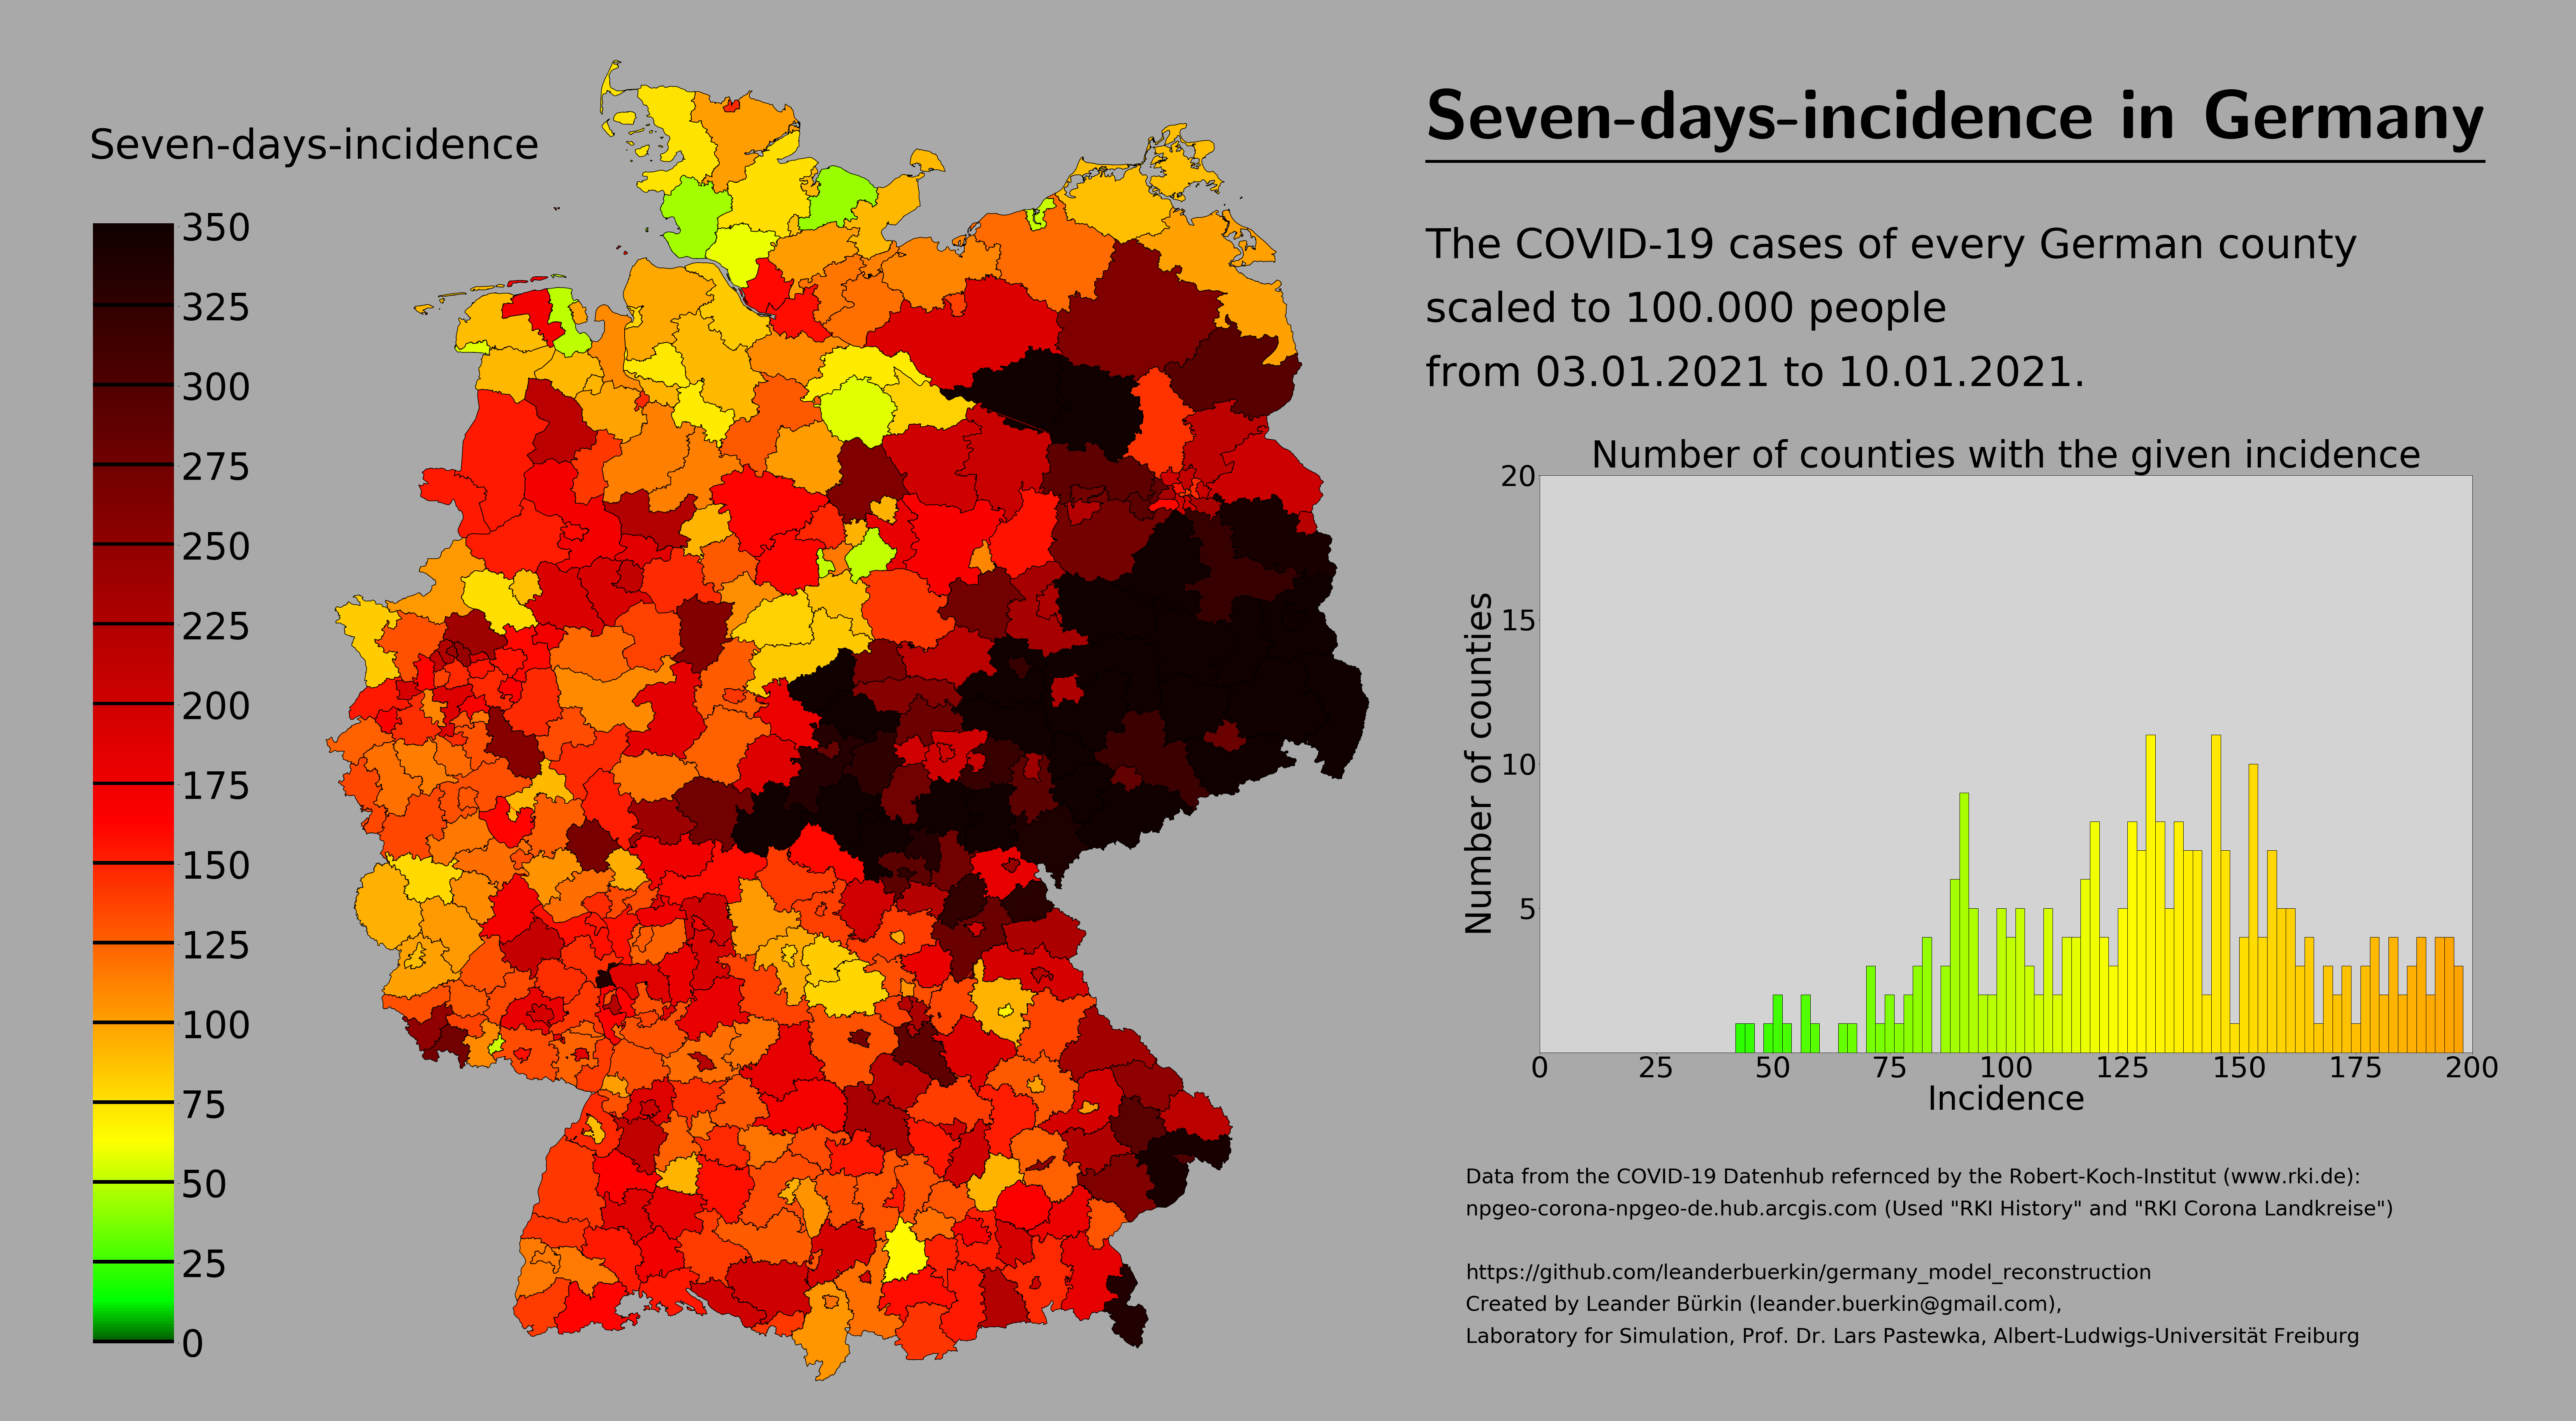 Seven-days-incidence in Germany
Seven-days-incidence
The COVID-19 cases of every German county
scaled to 100.000 people
from 03.01.2021 to 10.01.2021.
350
325
300
275
250
225
200
175
150
125
100
75
50
25
0
Number of counties with the given incidence
Number of counties
20
15
10
5
0 25 50 75 100 125 150 175 200
Incidence
Data from the COVID-19 Datenhub refernced by the Robert-Koch-Institut (www.rki.de):
npgeo-corona-npgeo-de.hub.arcgis.com (Used "RKI History" and "RKI Corona Landkreise")
https://github.com/leanderbuerkin/germany_model_reconstruction
Created by Leander Bürkin (leander.buerkin@gmail.com),
Laboratory for Simulation, Prof. Dr. Lars Pastewka, Albert-Ludwigs-Universität Freiburg